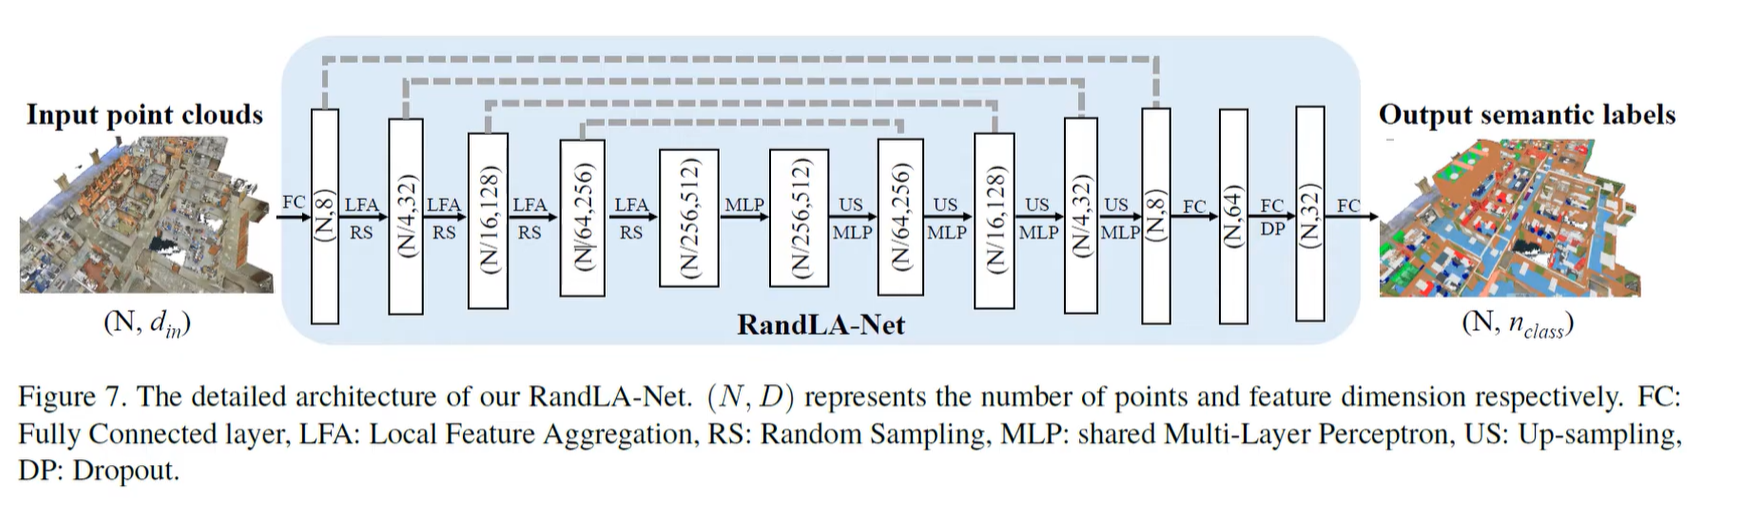 Input point clouds
(N, d_in)
FC
(N,8)
LFA
RS
(N/4,32)
LFA
RS
(N/16,128)
LFA
RS
(N/64,256)
LFA
RS
(N/256,512)
MLP
(N/256,512)
US
MLP
(N/64,256)
US
MLP
(N/16,128)
US
MLP
(N/4,32)
US
MLP
(N,8)
FC
(N,64)
FC
DP
(N,32)
FC
RandLA-Net
Output semantic labels
(N, n_class)
Figure 7. The detailed architecture of our RandLA-Net. (N, D) represents the number of points and feature dimension respectively. FC:
Fully Connected layer, LFA: Local Feature Aggregation, RS: Random Sampling, MLP: shared Multi-Layer Perceptron, US: Up-sampling,
DP: Dropout.